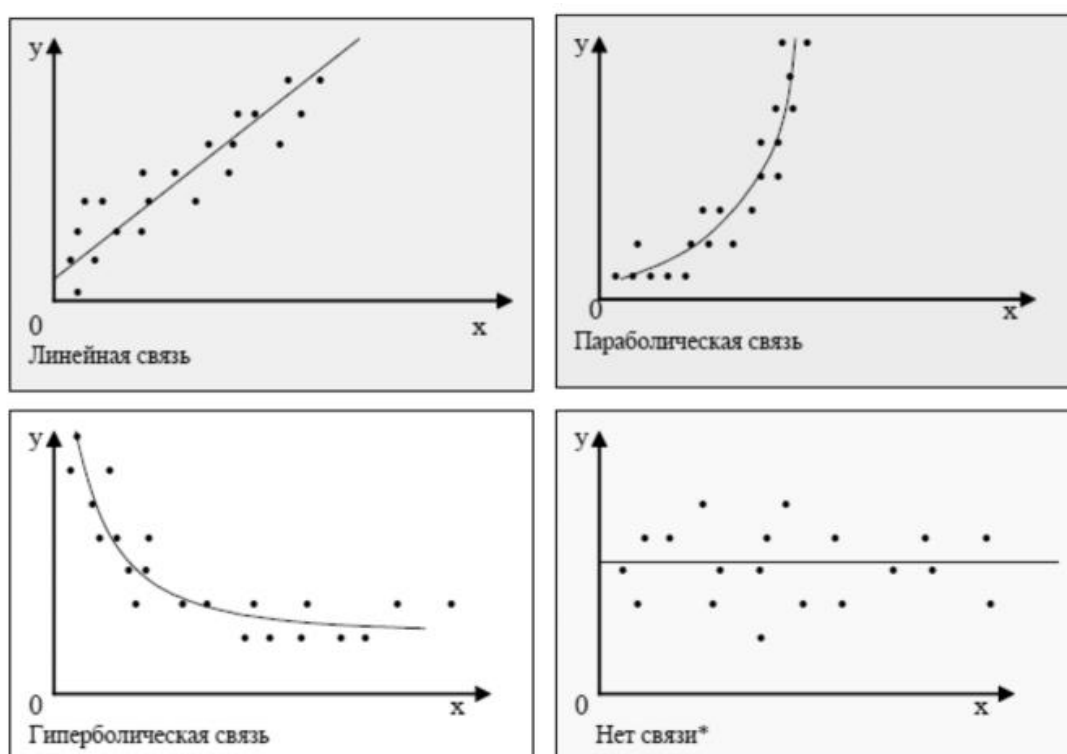 y
0
x
Линейная связь
y
0
x
Параболическая связь
y
0
x
Гиперболическая связь
y
0
x
Нет связи*